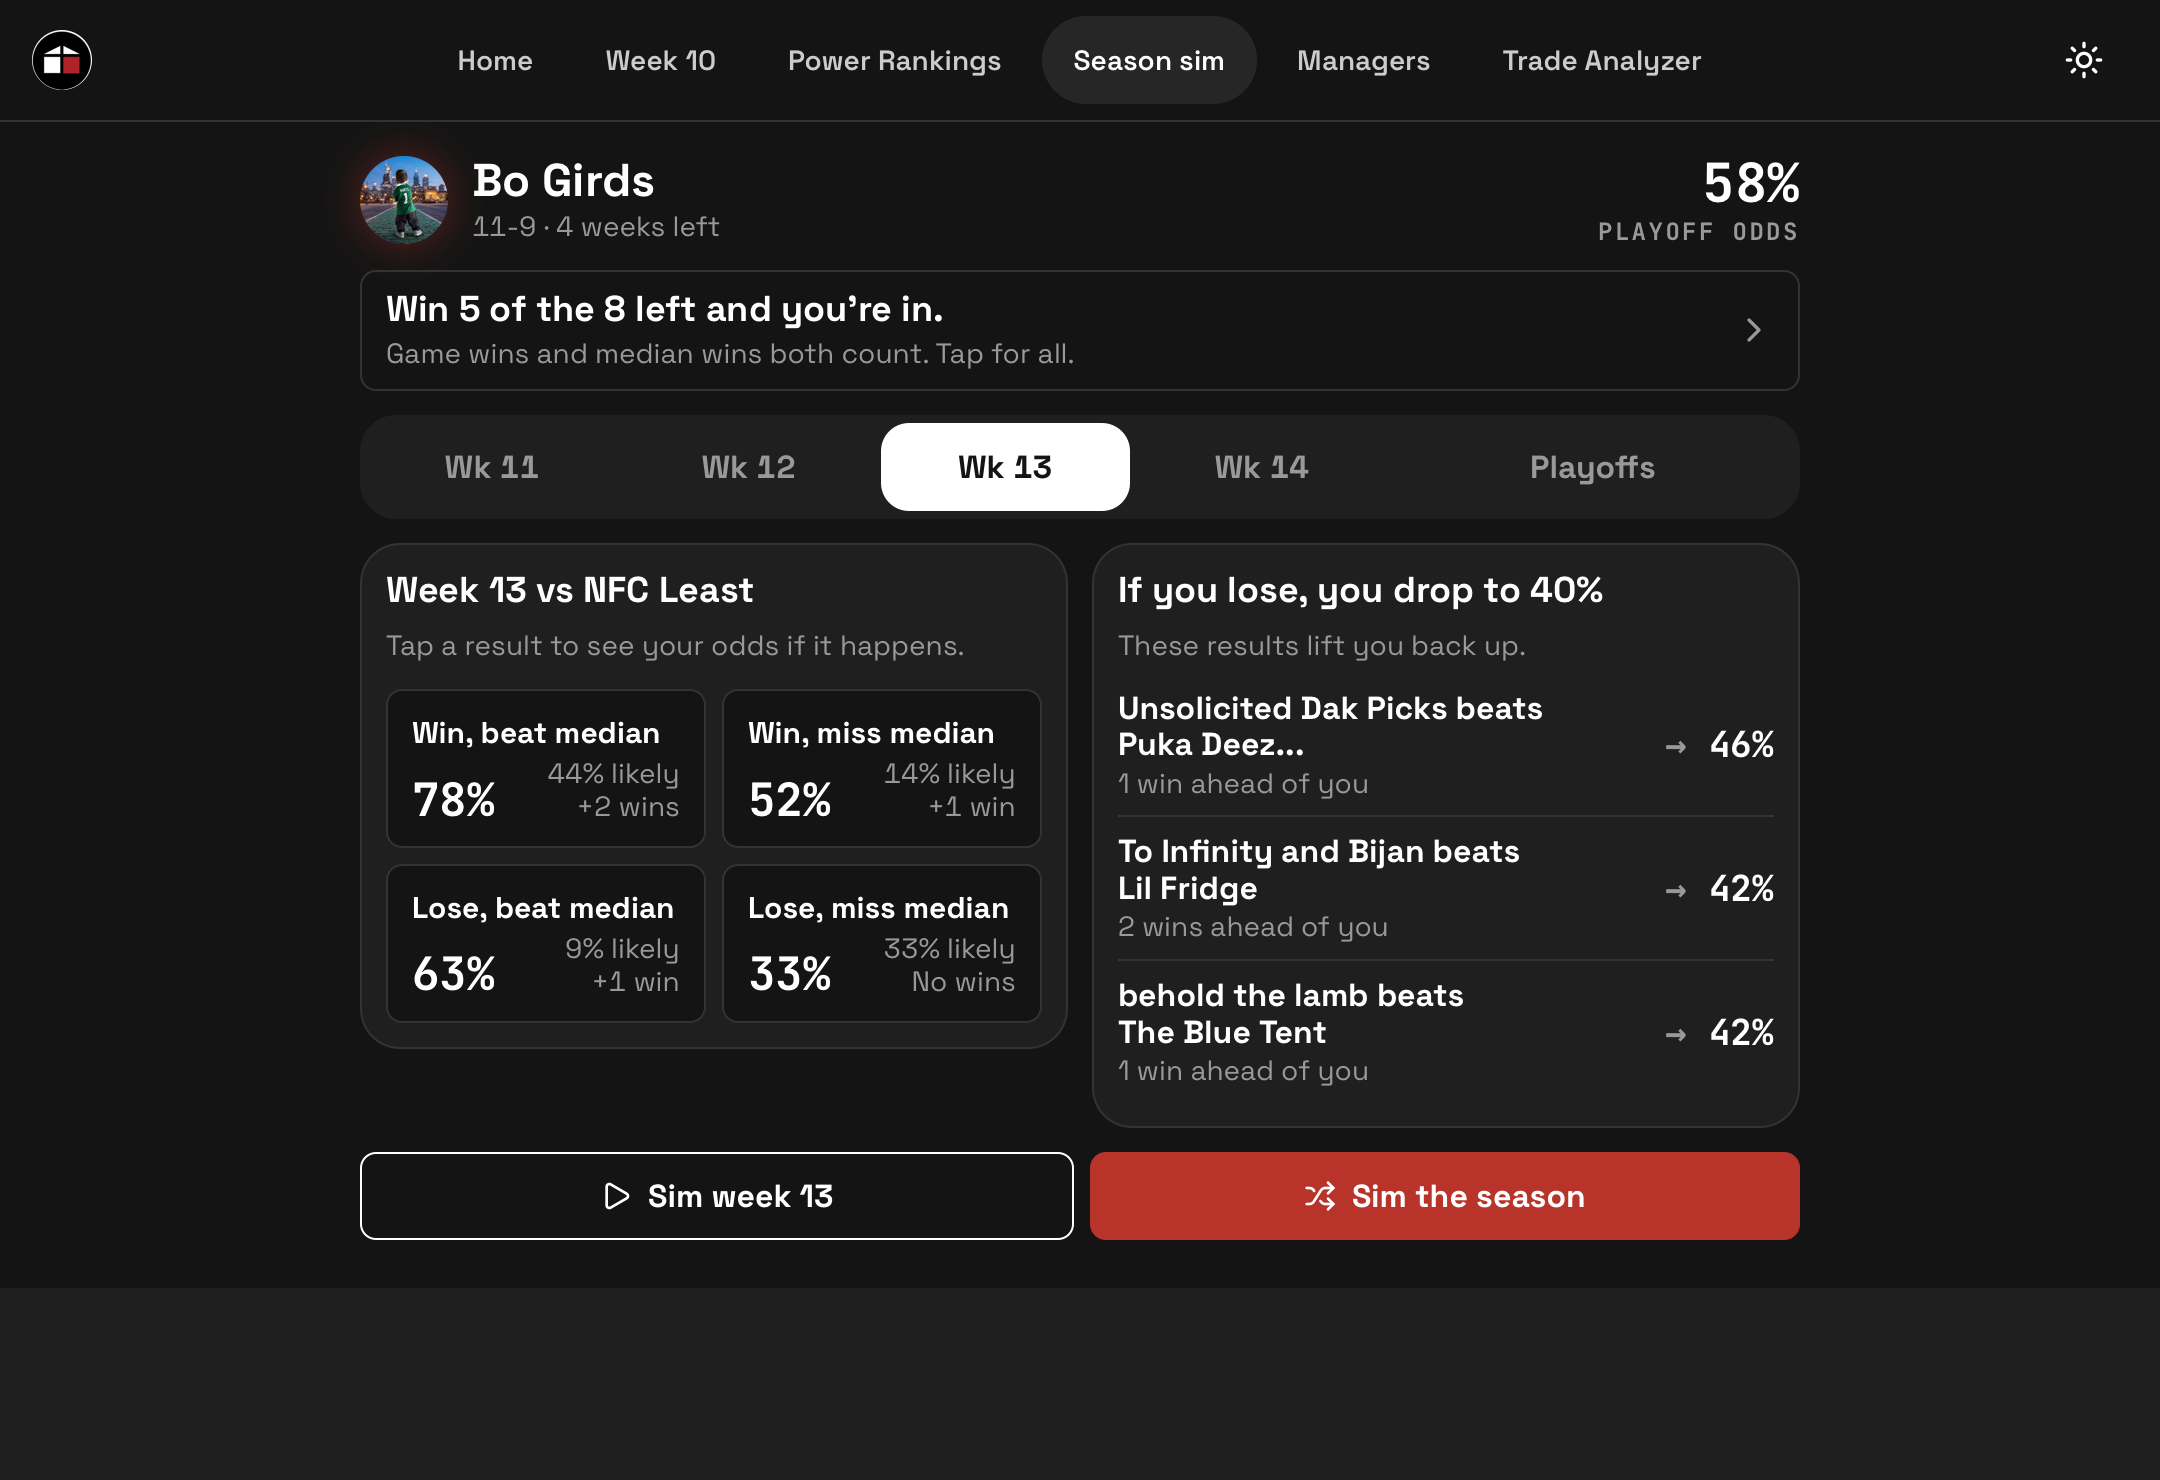 Home Week 10 Power Rankings Season sim Managers Trade Analyzer
Bo Girds
11-9 · 4 weeks left
58%
PLAYOFF ODDS
Win 5 of the 8 left and you’re in.
Game wins and median wins both count. Tap for all.
Wk 11 Wk 12 Wk 13 Wk 14 Playoffs
Week 13 vs NFC Least
Tap a result to see your odds if it happens.
Win, beat median
78%
44% likely
+2 wins
Win, miss median
52%
14% likely
+1 win
Lose, beat median
63%
9% likely
+1 win
Lose, miss median
33%
33% likely
No wins
If you lose, you drop to 40%
These results lift you back up.
Unsolicited Dak Picks beats
Puka Deez...
→ 46%
1 win ahead of you
To Infinity and Bijan beats
Lil Fridge
→ 42%
2 wins ahead of you
behold the lamb beats
The Blue Tent
→ 42%
1 win ahead of you
Sim week 13
Sim the season